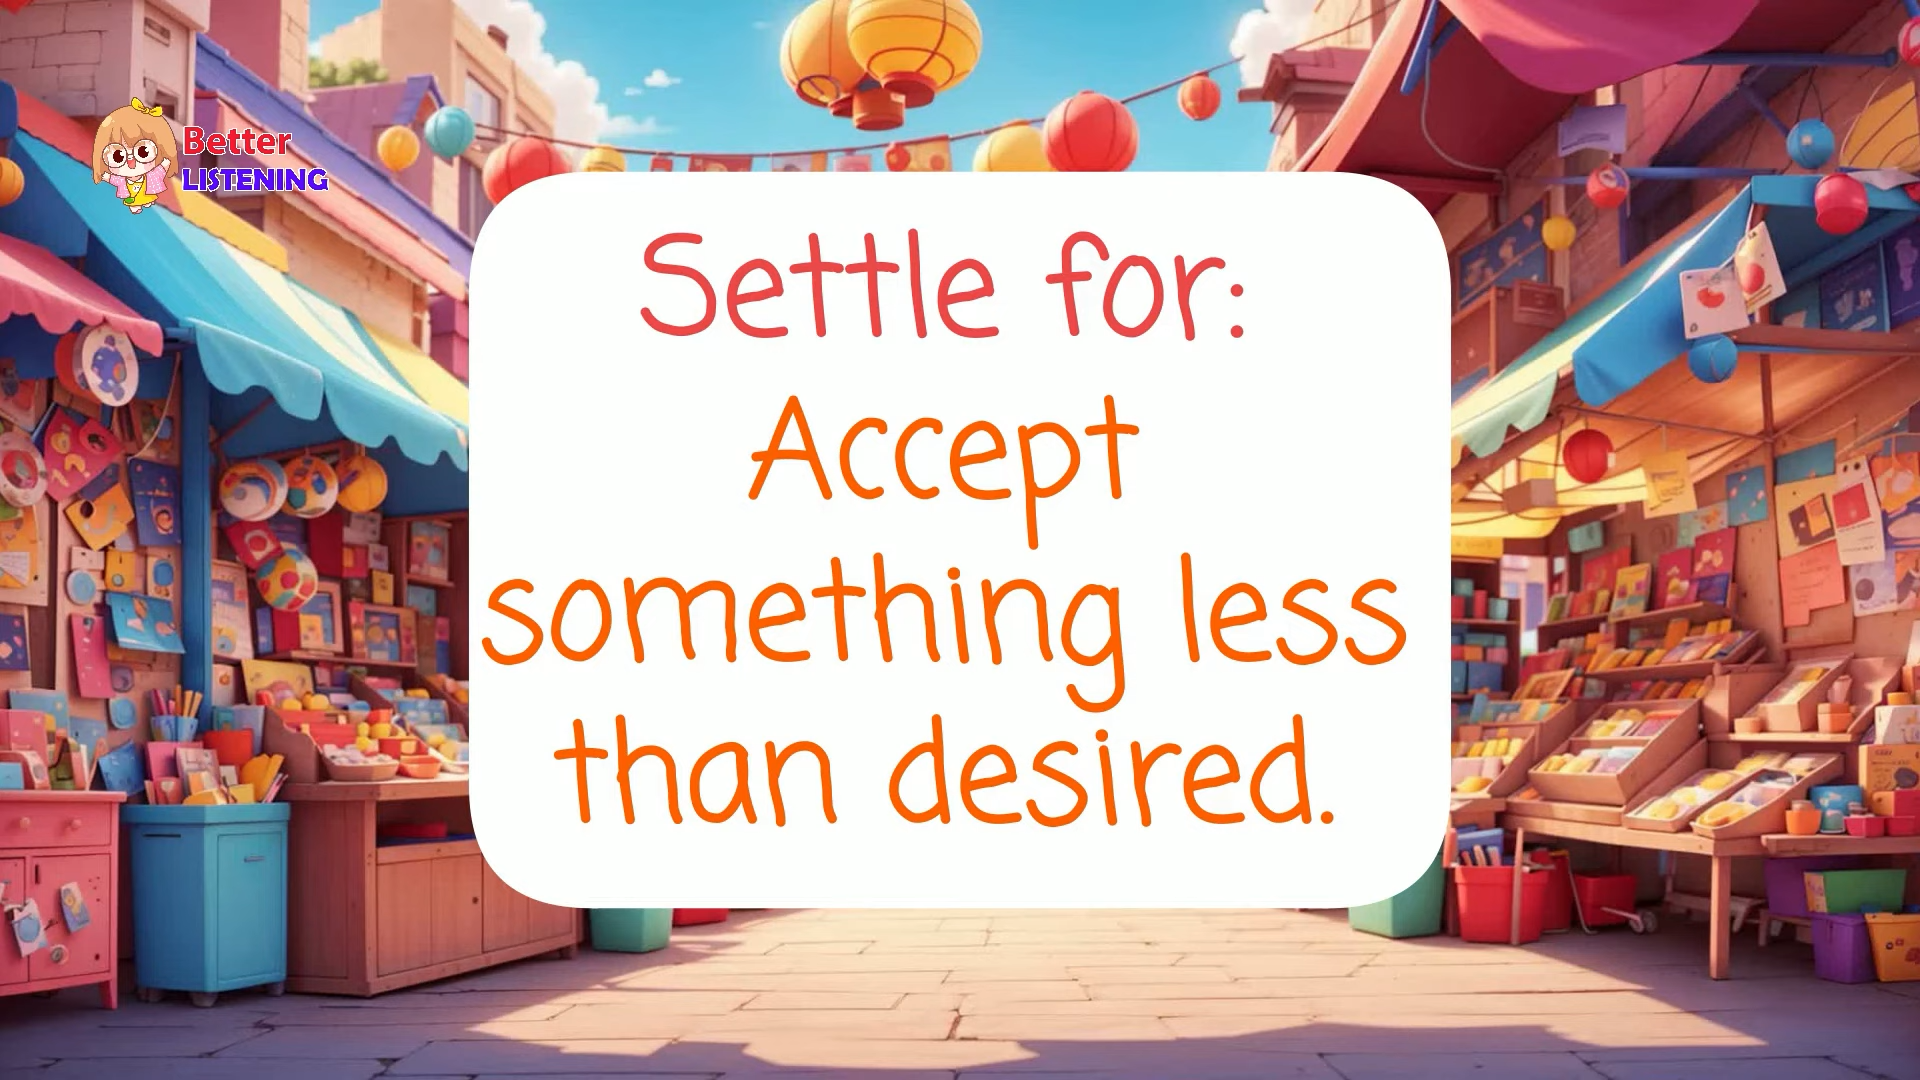 Better
LISTENING
Settle for:
Accept
something less
than desired.